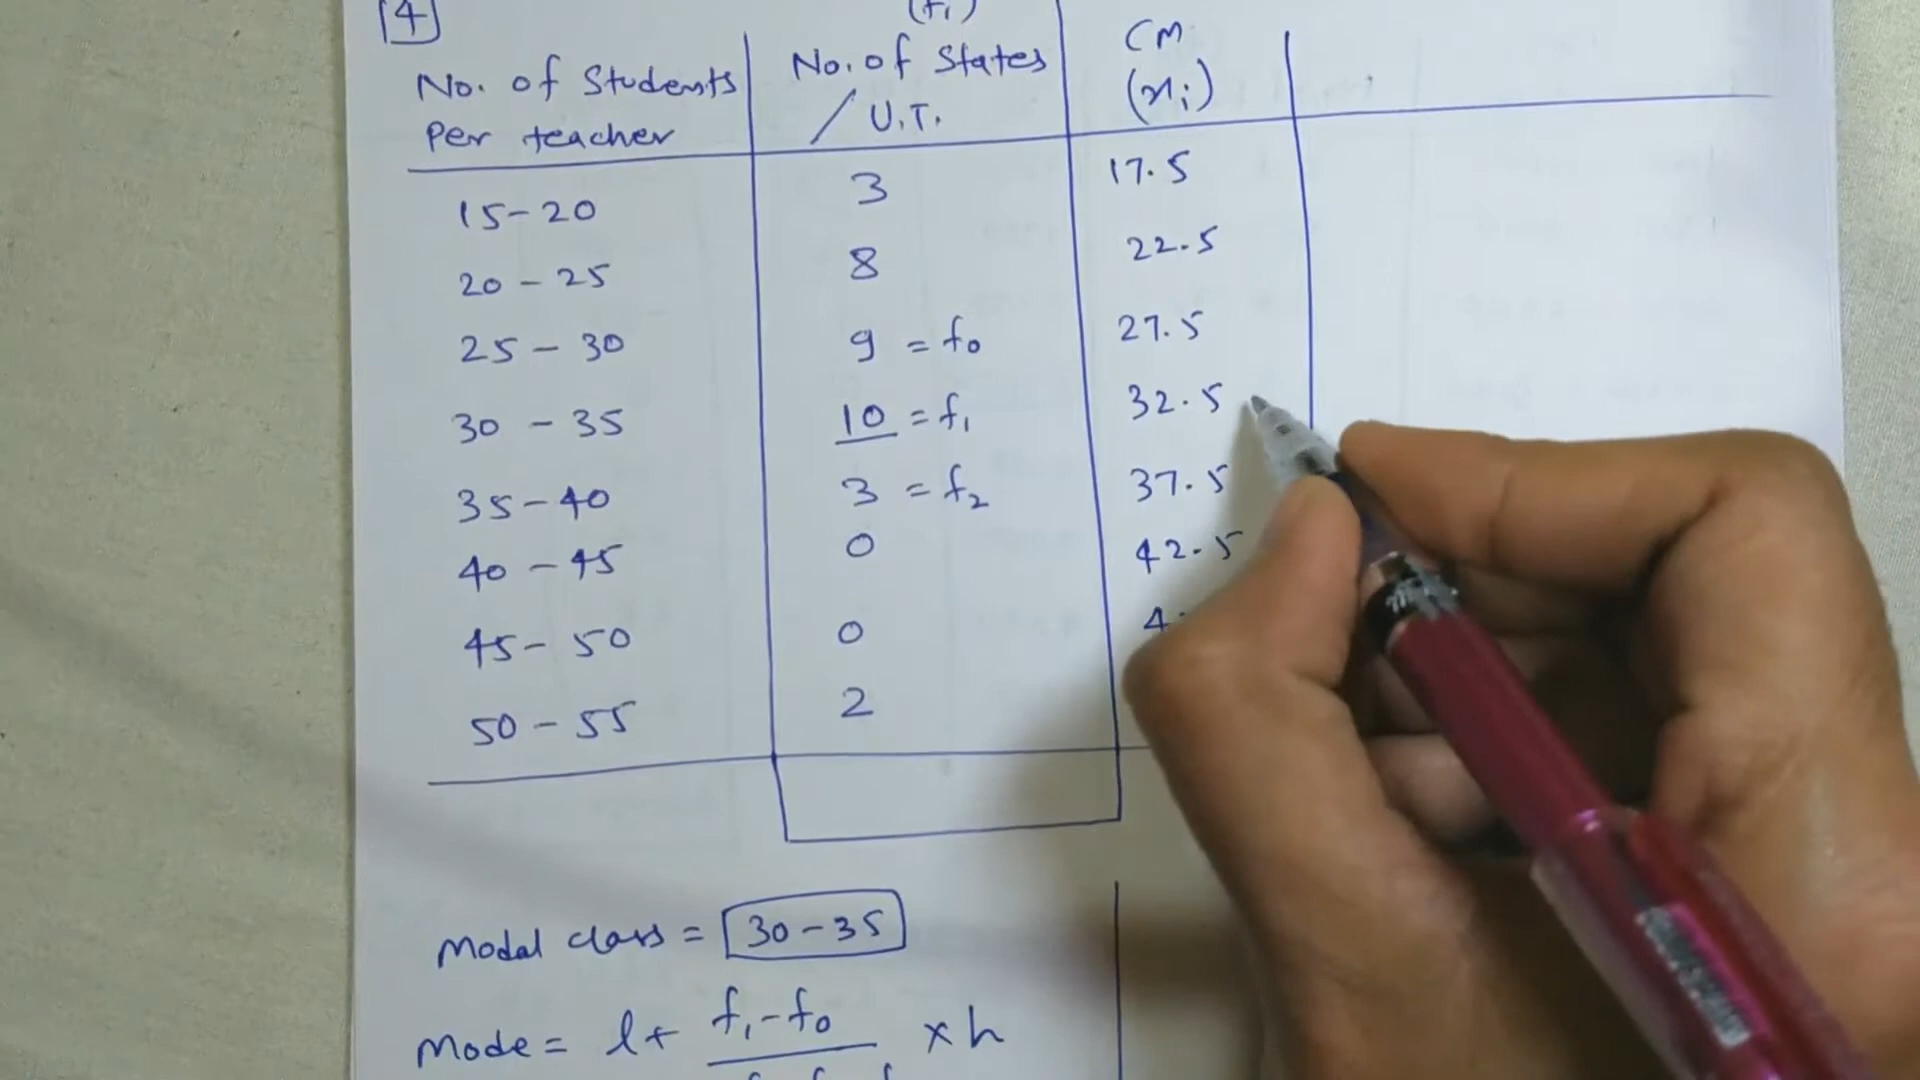 4
(fi)
No. of Students
Per teacher
No. of States
/ U.T.
CM
(xi)
15-20 3 17.5
20-25 8 22.5
25-30 9 = f0 27.5
30-35 10 = f1 32.5
35-40 3 = f2 37.5
40-45 0 42.5
45-50 0 4
50-55 2
Modal class = 30-35
Mode = l + f1-f0 x h